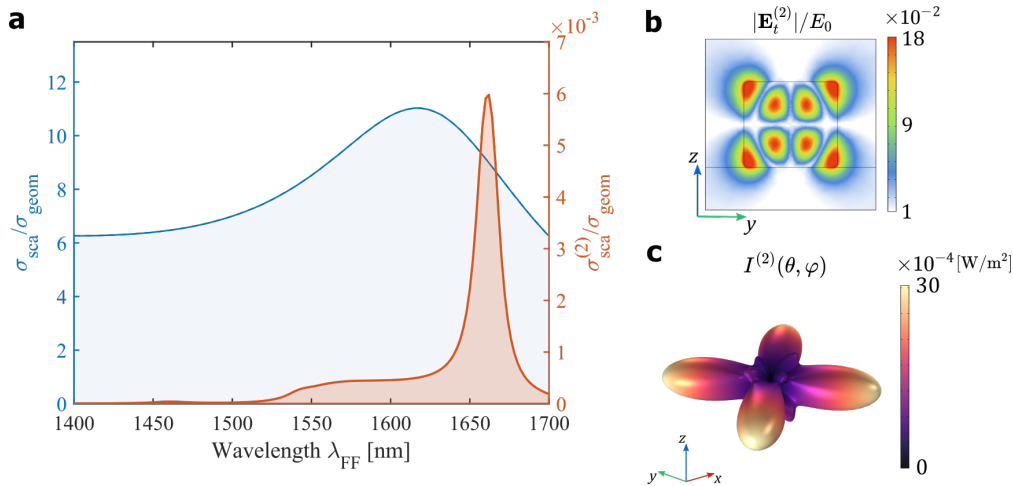 a
×10⁻³
12
10
8
6
4
2
0
σ_sca/σ_geom
7
6
5
4
3
2
1
0
σ_sca^(2)/σ_geom
1400
1450
1500
1550
1600
1650
1700
Wavelength λ_FF [nm]
b
|E_t^(2)|/E_0
×10⁻²
18
9
1
z
y
c
I^(2)(θ, φ)
×10⁻⁴ [W/m²]
30
0
z
y
x